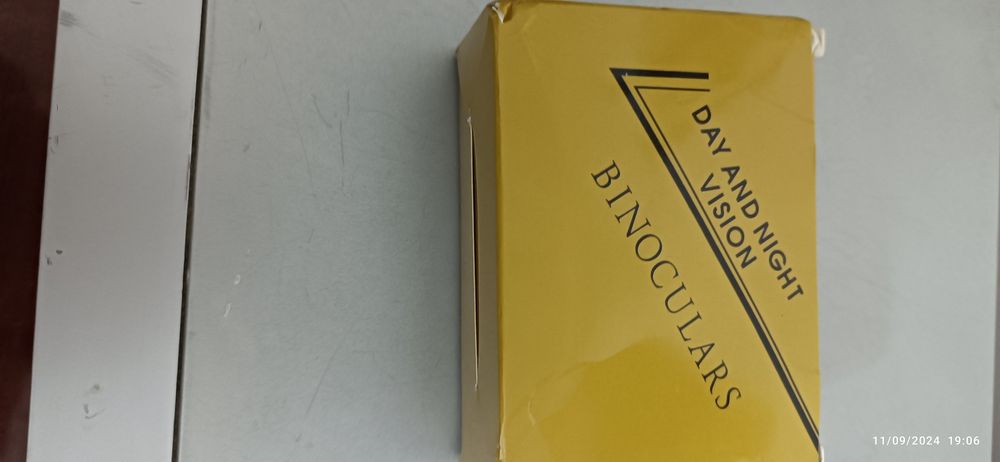 DAY AND NIGHT
VISION
BINOCULARS
11/09/2024 19:06